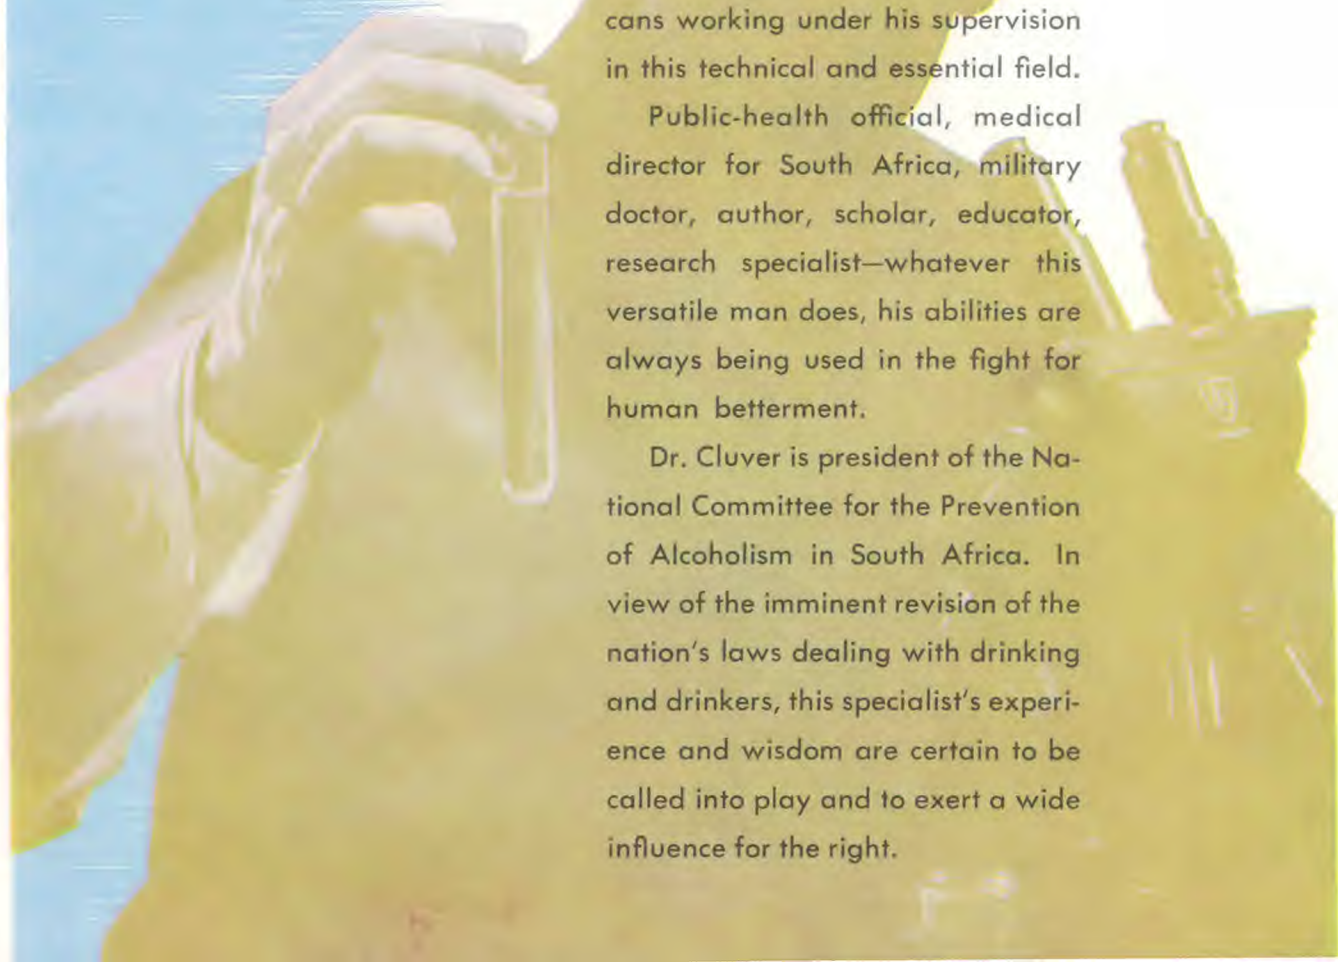 cans working under his supervision
in this technical and essential field.
Public-health official, medical
director for South Africa, military
doctor, author, scholar, educator,
research specialist—whatever this
versatile man does, his abilities are
always being used in the fight for
human betterment.
Dr. Cluver is president of the Na-
tional Committee for the Prevention
of Alcoholism in South Africa. In
view of the imminent revision of the
nation's laws dealing with drinking
and drinkers, this specialist's experi-
ence and wisdom are certain to be
called into play and to exert a wide
influence for the right.